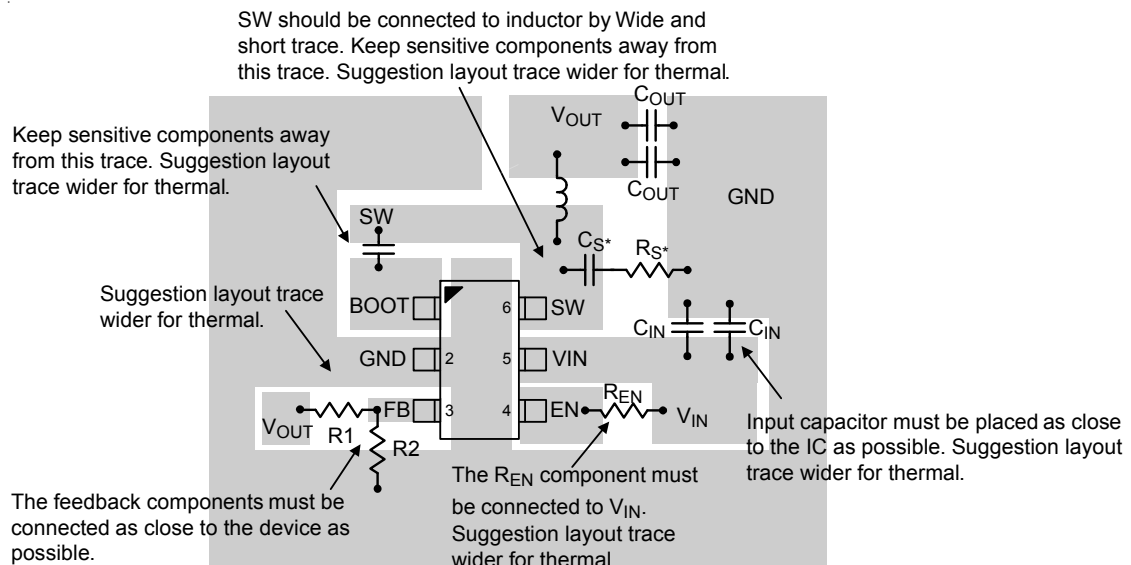 SW should be connected to inductor by Wide and
short trace. Keep sensitive components away from
this trace. Suggestion layout trace wider for thermal.
Keep sensitive components away
from this trace. Suggestion layout
trace wider for thermal.
COUT
VOUT
COUT
GND
SW
CS*
RS*
Suggestion layout trace
wider for thermal.
BOOT
6 SW
CIN
CIN
GND 2
5 VIN
FB 3
4 EN
REN
VIN
VOUT
R1
R2
Input capacitor must be placed as close
to the IC as possible. Suggestion layout
trace wider for thermal.
The feedback components must be
connected as close to the device as
possible.
The REN component must
be connected to VIN.
Suggestion layout trace
wider for thermal